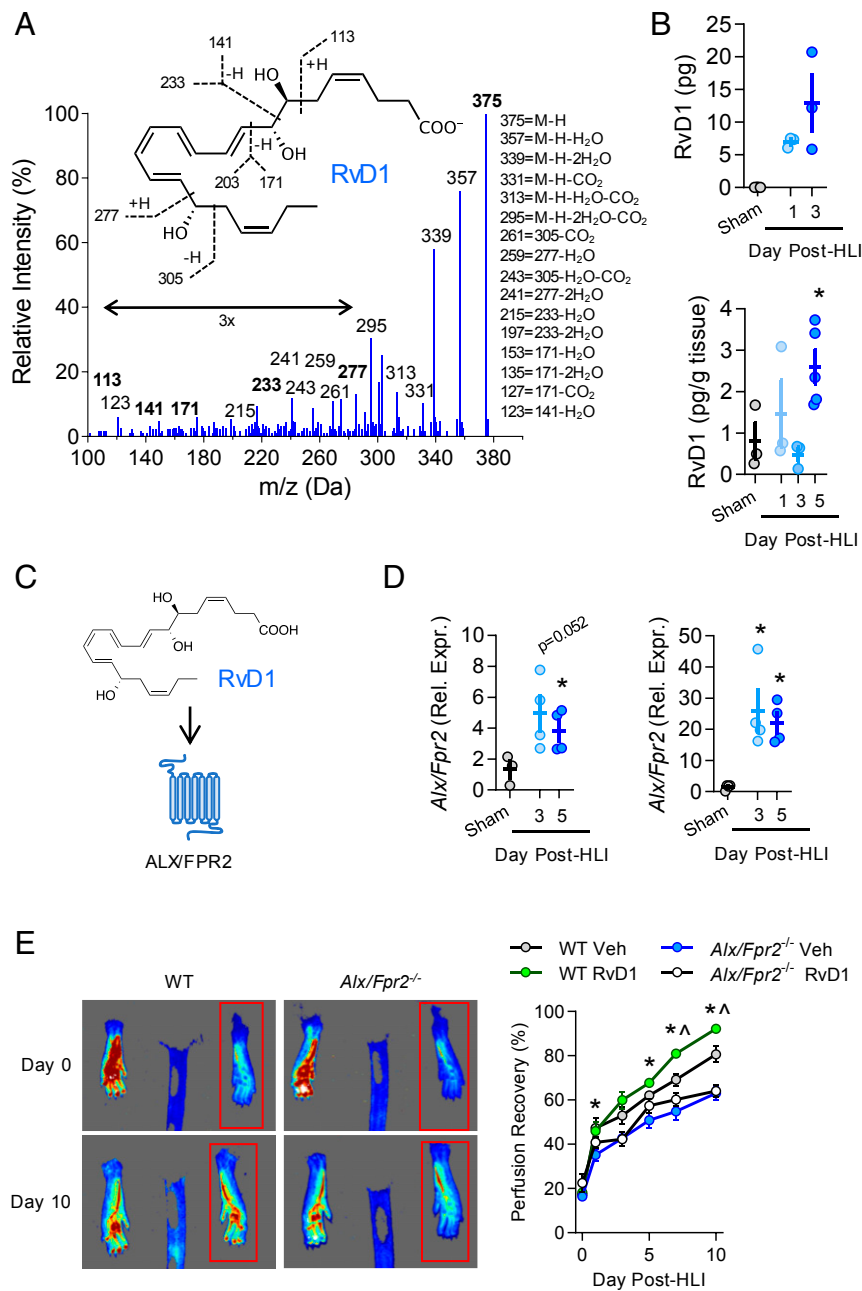 A
141
113
-H
+H
233
HO
COO⁻
OH
-H
203 171
RvD1
277
+H
HO
-H
305
3x
Relative Intensity (%)
100
80
60
40
20
0
375
357
339
295
241 259
277
313
331
261
243
233
215
171
141
123
113
100 140 180 220 260 300 340 380
m/z (Da)
375=M-H
357=M-H-H₂O
339=M-H-2H₂O
331=M-H-CO₂
313=M-H-H₂O-CO₂
295=M-H-2H₂O-CO₂
261=305-CO₂
259=277-H₂O
243=305-H₂O-CO₂
241=277-2H₂O
215=233-H₂O
197=233-2H₂O
153=171-H₂O
135=171-2H₂O
127=171-CO₂
123=141-H₂O
B
RvD1 (pg)
25
20
15
10
5
0
Sham 1 3
Day Post-HLI
RvD1 (pg/g tissue)
4
3
2
1
0
*
Sham 1 3 5
Day Post-HLI
C
HO
COOH
OH
HO
RvD1
ALX/FPR2
D
Alx/Fpr2 (Rel. Expr.)
10
8
6
4
2
0
p=0.052
*
Sham 3 5
Day Post-HLI
Alx/Fpr2 (Rel. Expr.)
50
40
30
20
10
0
* *
Sham 3 5
Day Post-HLI
E
WT Alx/Fpr2⁻/⁻
Day 0
Day 10
WT Veh Alx/Fpr2⁻/⁻ Veh
WT RvD1 Alx/Fpr2⁻/⁻ RvD1
Perfusion Recovery (%)
100
80
60
40
20
0
* * *^ *^
0 5 10
Day Post-HLI